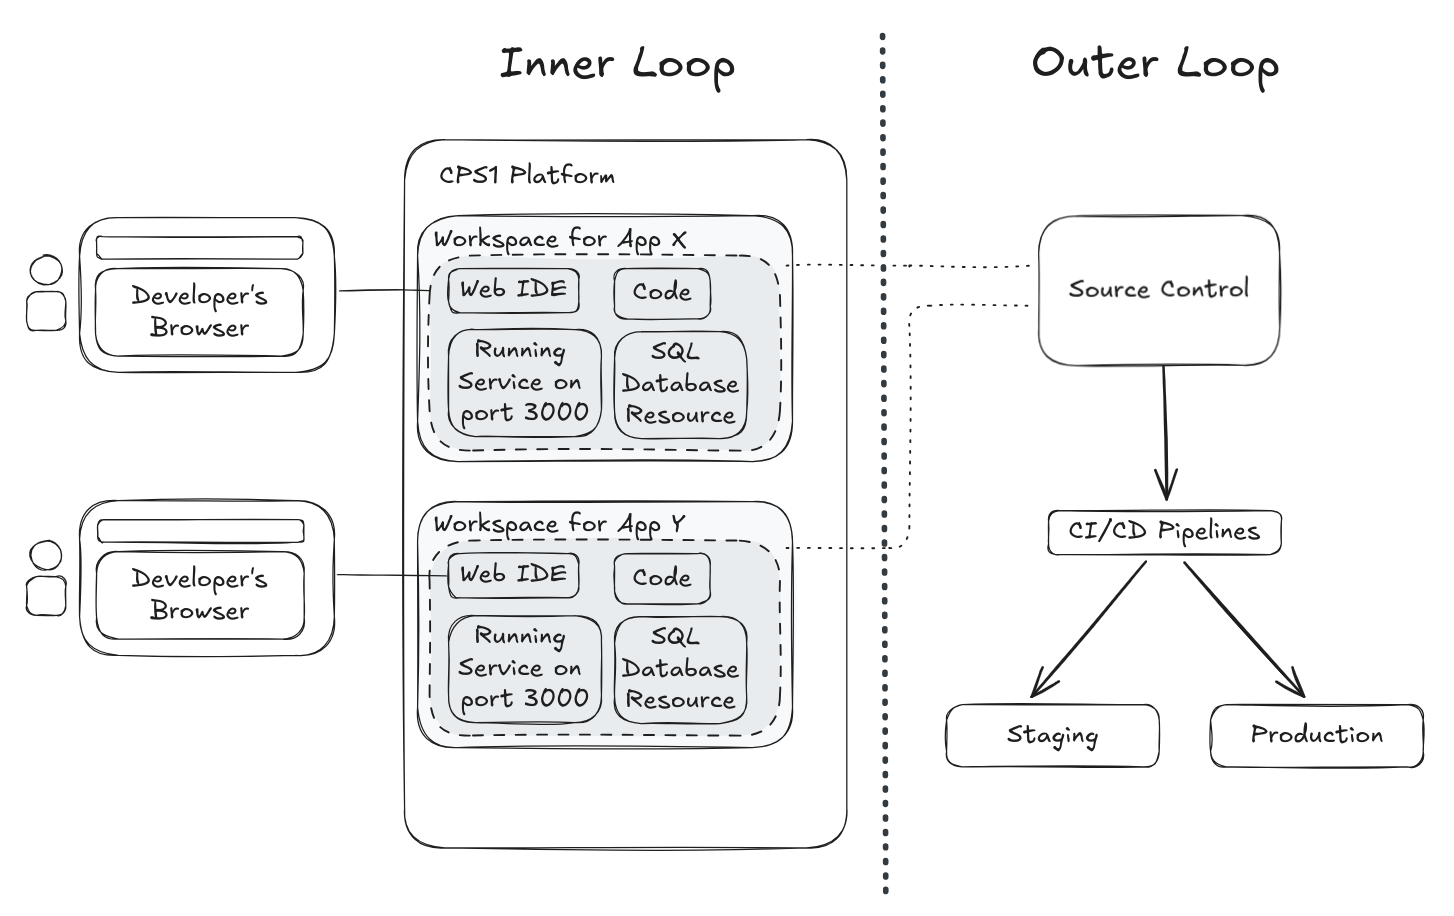 Inner Loop
Outer Loop
CPS1 Platform
Workspace for App X
Web IDE
Code
Running
Service on
port 3000
SQL
Database
Resource
Developer's
Browser
Workspace for App Y
Web IDE
Code
Running
Service on
port 3000
SQL
Database
Resource
Developer's
Browser
Source Control
CI/CD Pipelines
Staging
Production